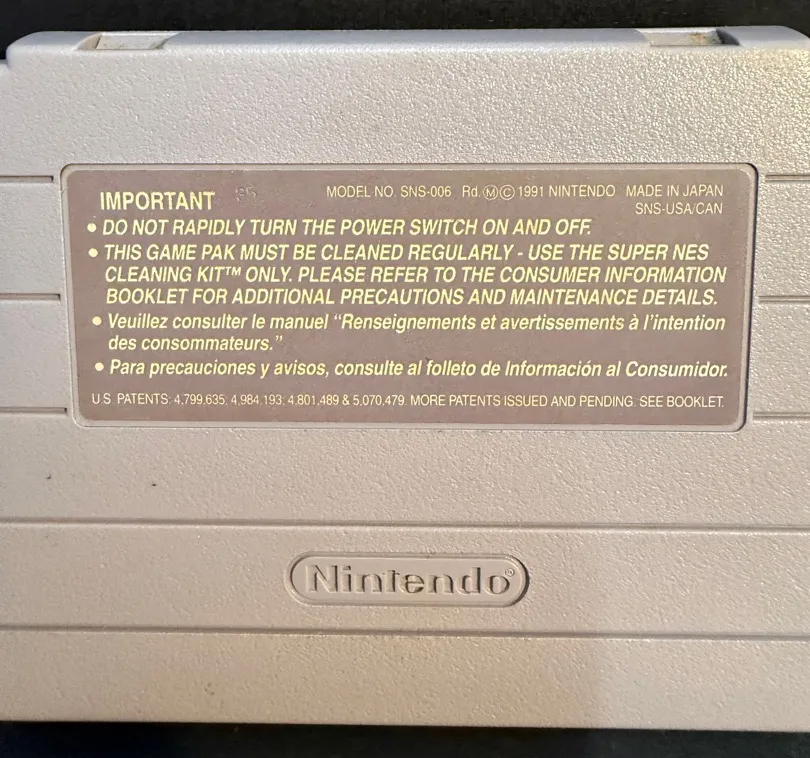 IMPORTANT MODEL NO. SNS-006 Rd. Ⓜ© 1991 NINTENDO MADE IN JAPAN
SNS-USA/CAN
• DO NOT RAPIDLY TURN THE POWER SWITCH ON AND OFF.
• THIS GAME PAK MUST BE CLEANED REGULARLY - USE THE SUPER NES
CLEANING KIT™ ONLY. PLEASE REFER TO THE CONSUMER INFORMATION
BOOKLET FOR ADDITIONAL PRECAUTIONS AND MAINTENANCE DETAILS.
• Veuillez consulter le manuel “Renseignements et avertissements à l'intention
des consommateurs.”
• Para precauciones y avisos, consulte al folleto de Información al Consumidor.
U.S. PATENTS: 4,799,635; 4,984,193; 4,801,489 & 5,070,479. MORE PATENTS ISSUED AND PENDING. SEE BOOKLET.
Nintendo®